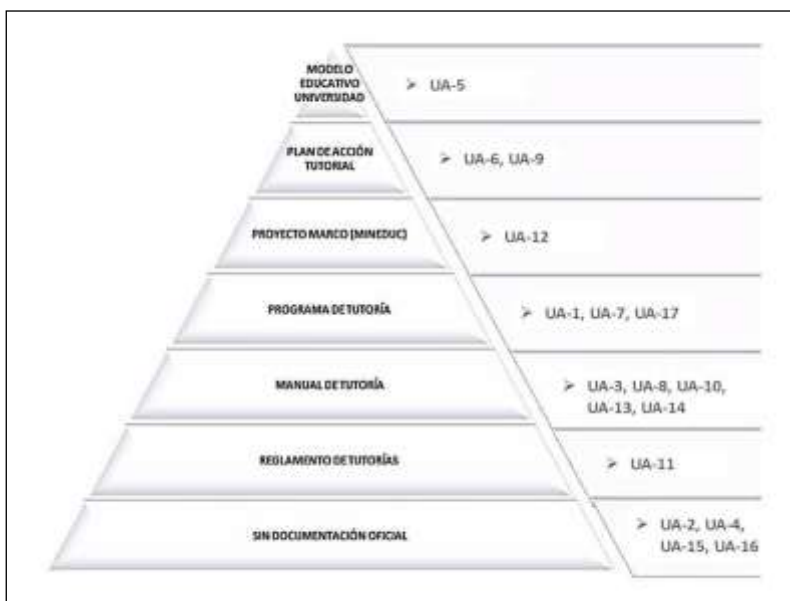 MODELO
EDUCATIVO
UNIVERSIDAD
➢ UA-5
PLAN DE ACCIÓN
TUTORIAL
➢ UA-6, UA-9
PROYECTO MARCO (MINEDUC)
➢ UA-12
PROGRAMA DE TUTORÍA
➢ UA-1, UA-7, UA-17
MANUAL DE TUTORÍA
➢ UA-3, UA-8, UA-10,
UA-13, UA-14
REGLAMENTO DE TUTORÍAS
➢ UA-11
SIN DOCUMENTACIÓN OFICIAL
➢ UA-2, UA-4,
UA-15, UA-16